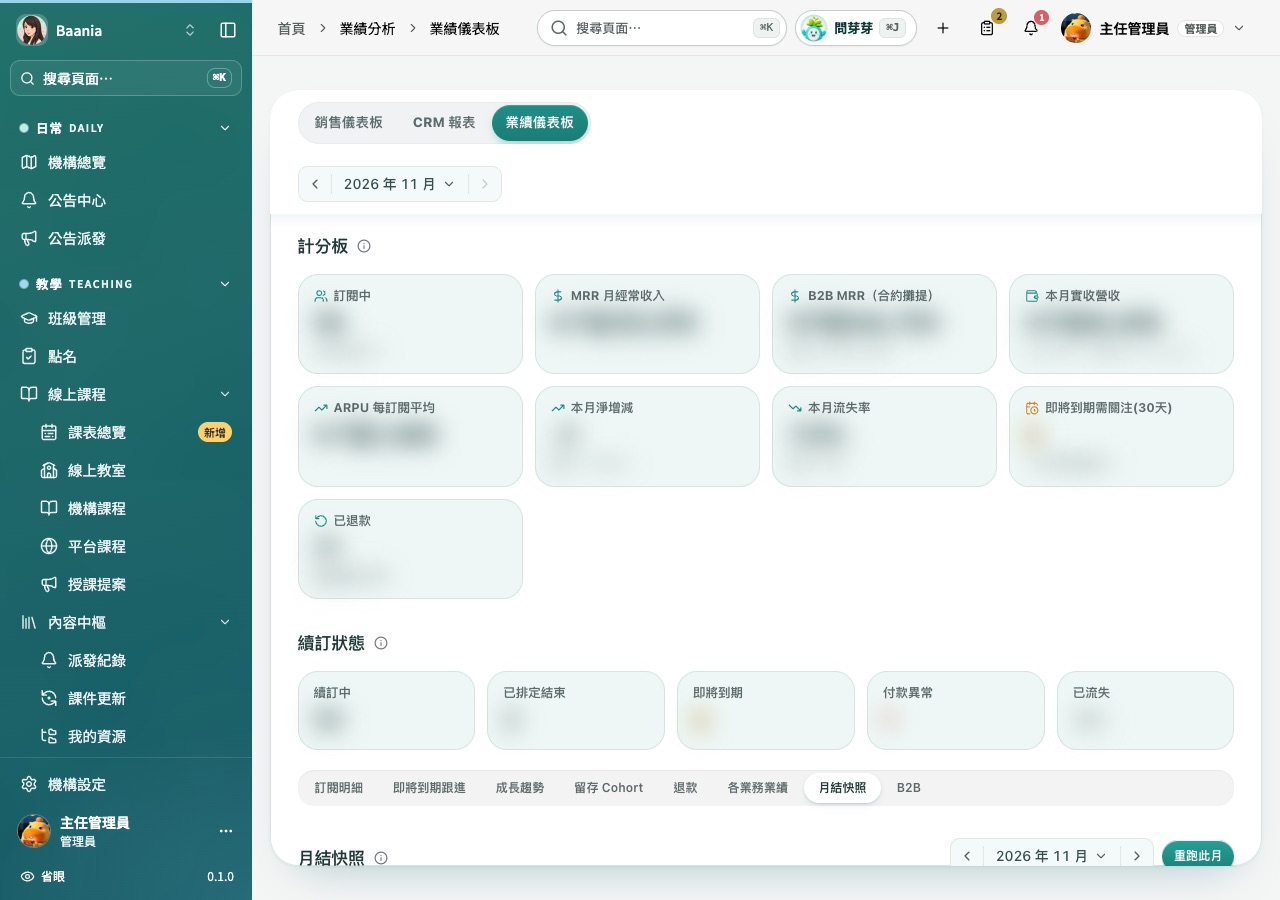 Baania
搜尋頁面… ⌘K
日常 DAILY
機構總覽
公告中心
公告派發
教學 TEACHING
班級管理
點名
線上課程
課表總覽 新增
線上教室
機構課程
平台課程
授課提案
內容中樞
派發紀錄
課件更新
我的資源
機構設定
主任管理員
管理員
省眼 0.1.0
首頁 > 業績分析 > 業績儀表板
搜尋頁面… ⌘K
問芽芽 ⌘J
2
1
主任管理員 管理員
銷售儀表板 CRM 報表 業績儀表板
2026 年 11 月
計分板
訂閱中
MRR 月經常收入
B2B MRR（合約攤提）
本月實收營收
ARPU 每訂閱平均
本月淨增減
本月流失率
即將到期需關注(30天)
已退款
續訂狀態
續訂中
已排定結束
即將到期
付款異常
已流失
訂閱明細 即將到期跟進 成長趨勢 留存 Cohort 退款 各業務業績 月結快照 B2B
月結快照
2026 年 11 月
重跑此月